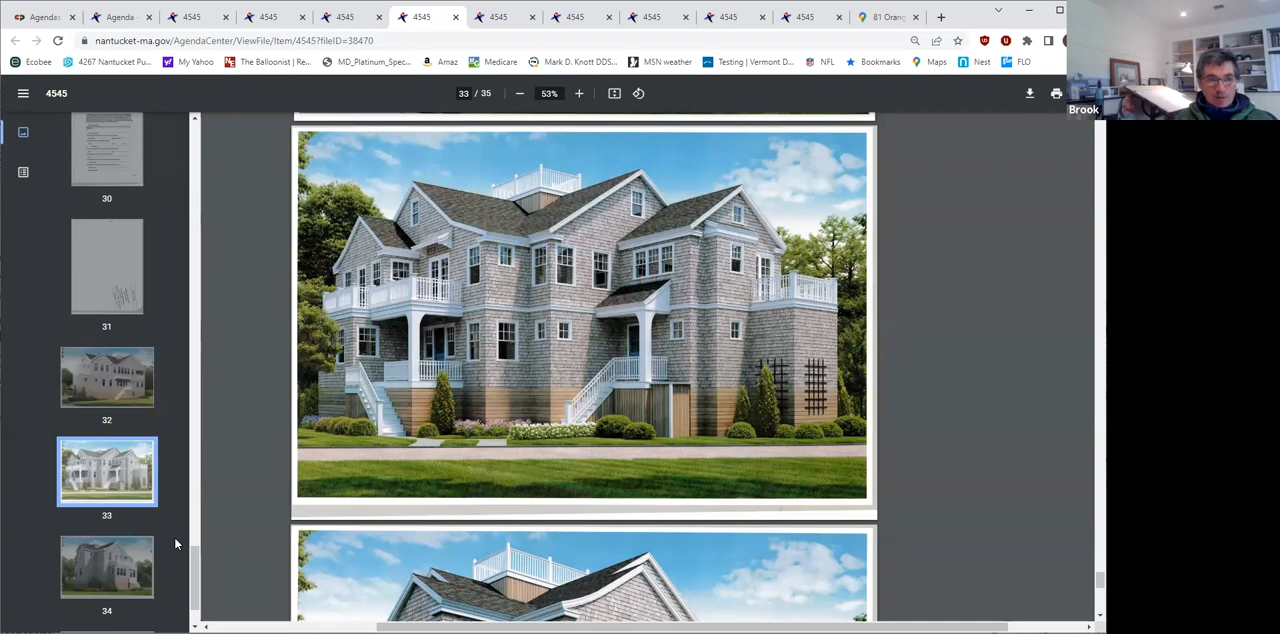 Agendas
Agenda -
4545
4545
4545
4545
4545
4545
4545
4545
4545
81 Orang
nantucket-ma.gov/AgendaCenter/ViewFile/Item/4545?fileID=38470
Ecobee
4267 Nantucket Pu...
My Yahoo
The Balloonist | Re...
MD_Platinum_Spec...
Amaz
Medicare
Mark D. Knott DDS...
MSN weather
Testing | Vermont D...
NFL
Bookmarks
Maps
Nest
FLO
4545
33 / 35
53%
Brook
30
31
32
33
34